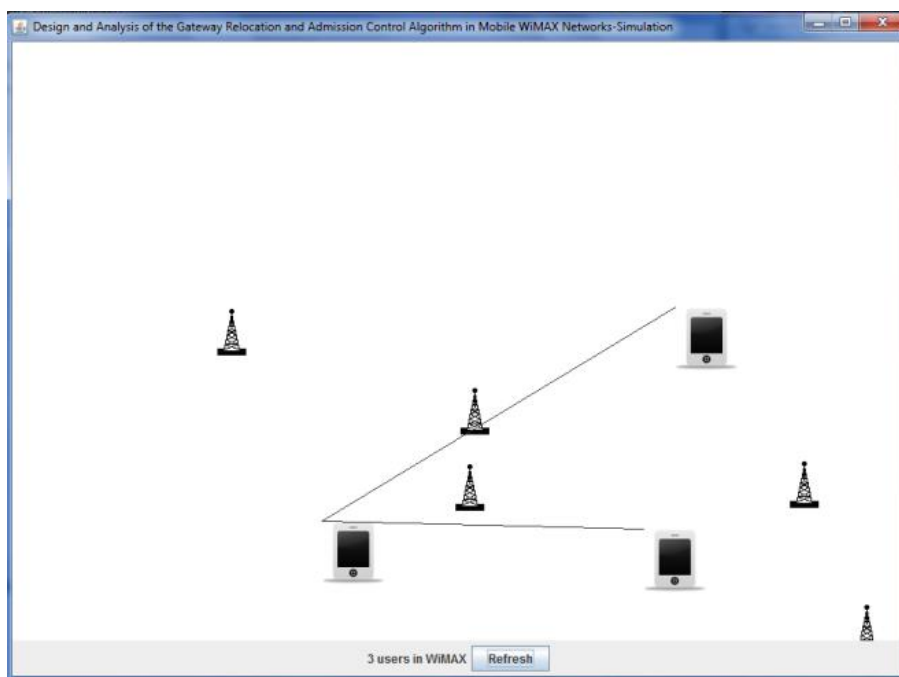 Design and Analysis of the Gateway Relocation and Admission Control Algorithm in Mobile WiMAX Networks-Simulation
3 users in WiMAX Refresh